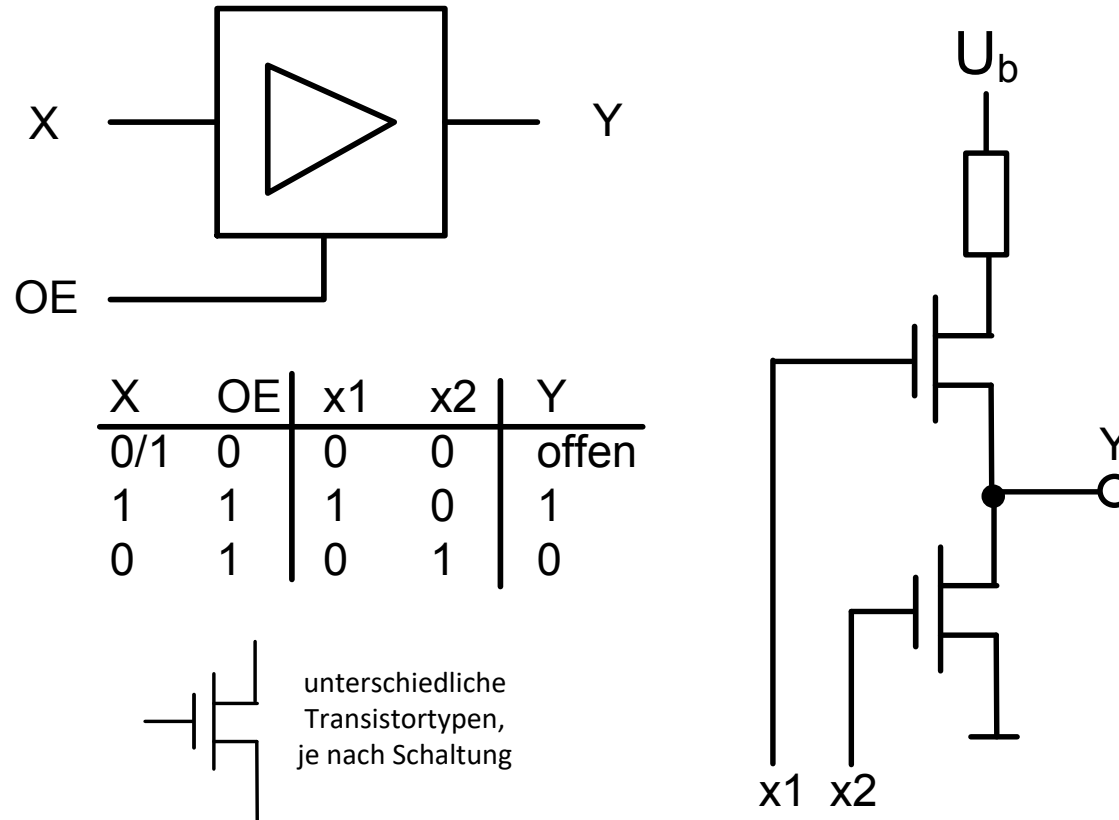 X
Y
OE
X OE x1 x2 Y
0/1 0 0 0 offen
1 1 1 0 1
0 1 0 1 0
unterschiedliche
Transistortypen,
je nach Schaltung
Ub
Y
x1 x2